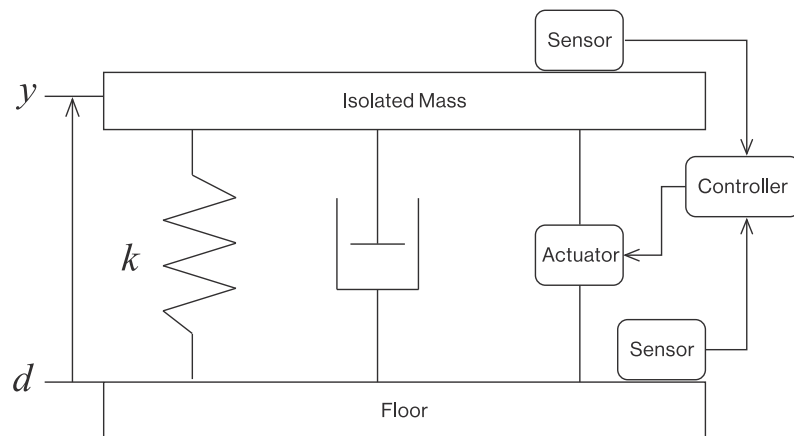 Sensor
y
Isolated Mass
Controller
k
Actuator
Sensor
d
Floor